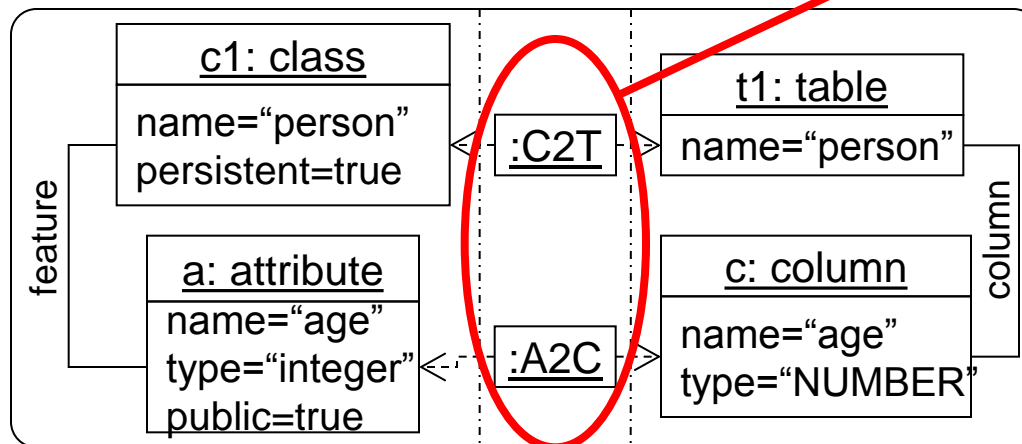 c1: class
name=“person”
persistent=true
feature
a: attribute
name=“age”
type=“integer”
public=true
:C2T
:A2C
t1: table
name=“person”
column
c: column
name=“age”
type=“NUMBER”